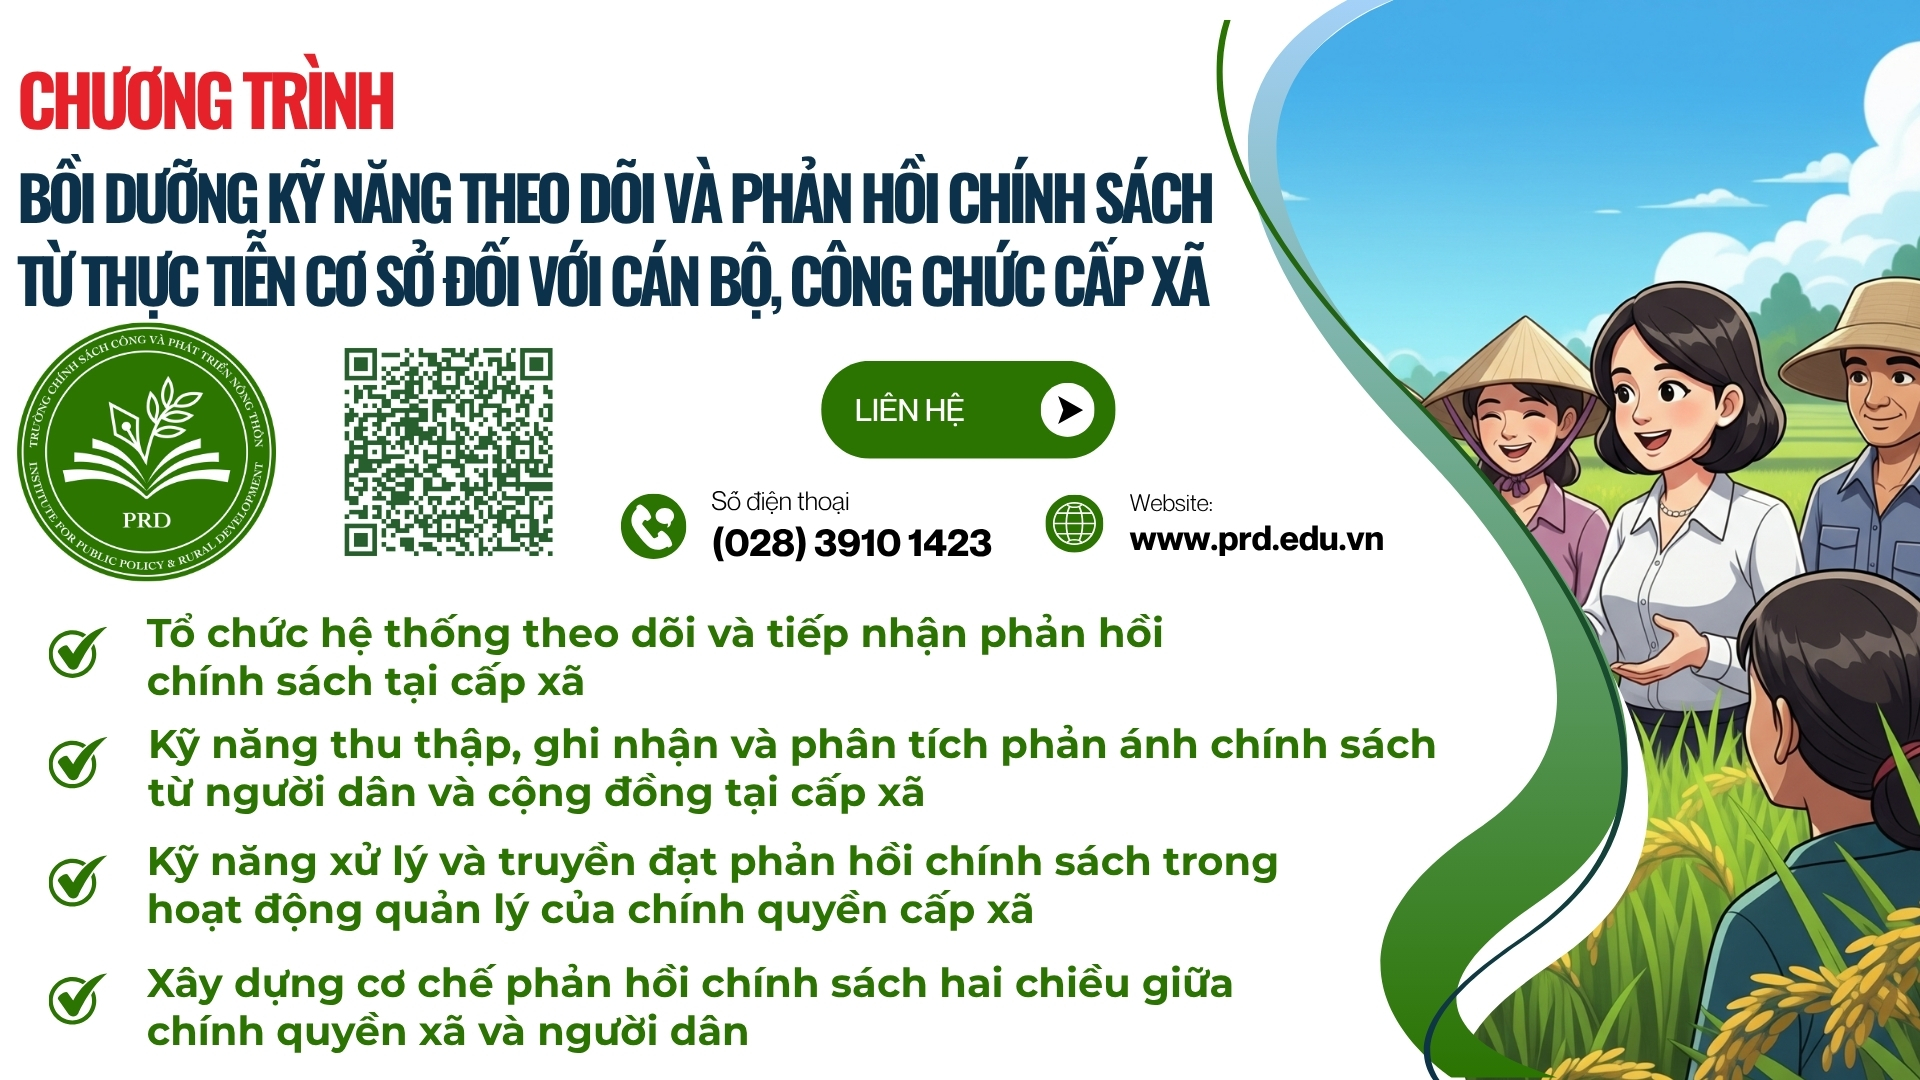 CHƯƠNG TRÌNH
BỒI DƯỠNG KỸ NĂNG THEO DÕI VÀ PHẢN HỒI CHÍNH SÁCH
TỪ THỰC TIỄN CƠ SỞ ĐỐI VỚI CÁN BỘ, CÔNG CHỨC CẤP XÃ
TRƯỜNG CHÍNH SÁCH CÔNG VÀ PHÁT TRIỂN NÔNG THÔN
PRD
INSTITUTE FOR PUBLIC POLICY & RURAL DEVELOPMENT
LIÊN HỆ
Số điện thoại
(028) 3910 1423
Website:
www.prd.edu.vn
Tổ chức hệ thống theo dõi và tiếp nhận phản hồi
chính sách tại cấp xã
Kỹ năng thu thập, ghi nhận và phân tích phản ánh chính sách
từ người dân và cộng đồng tại cấp xã
Kỹ năng xử lý và truyền đạt phản hồi chính sách trong
hoạt động quản lý của chính quyền cấp xã
Xây dựng cơ chế phản hồi chính sách hai chiều giữa
chính quyền xã và người dân